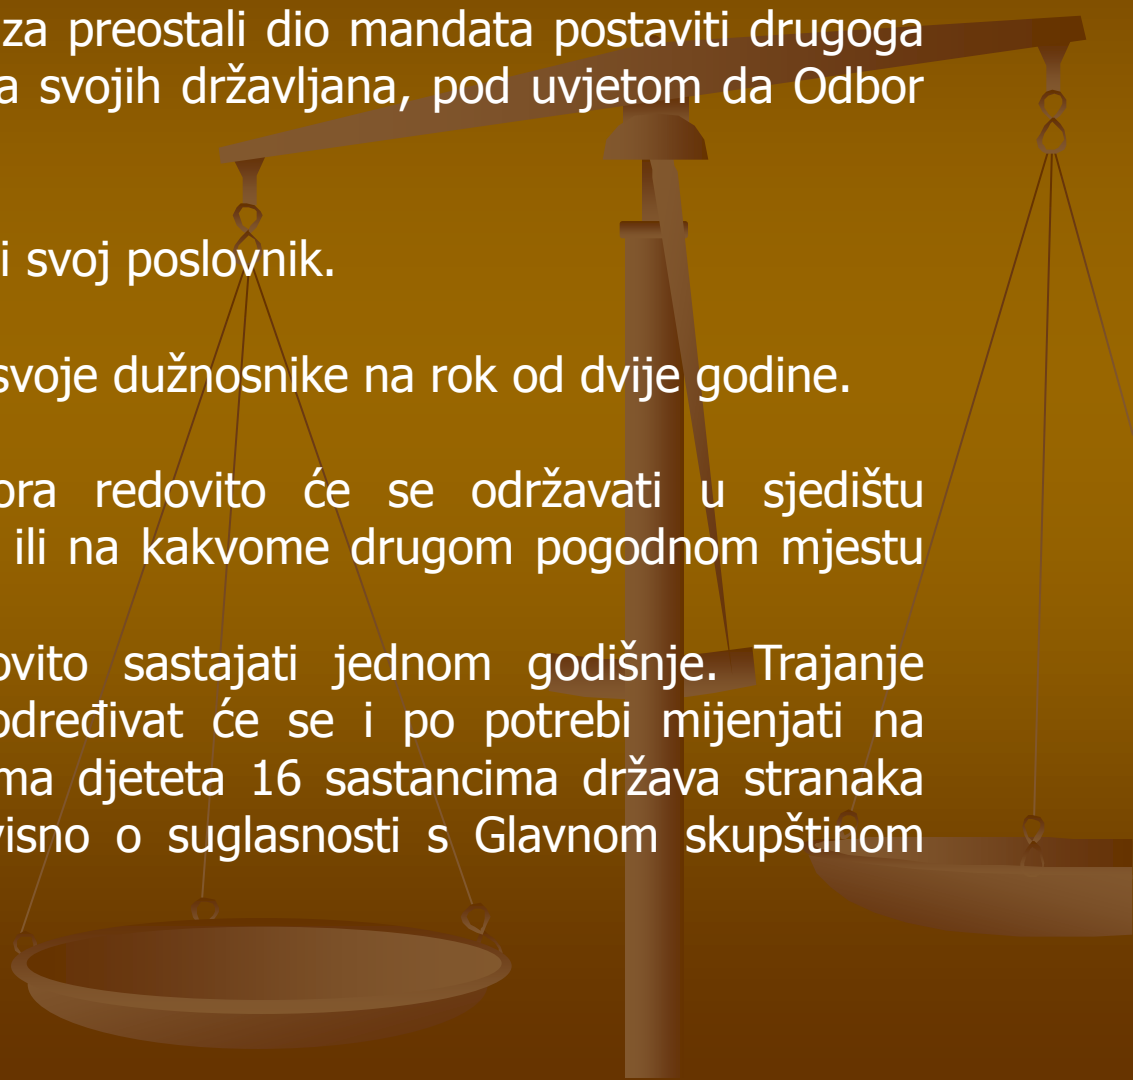 za preostali dio mandata postaviti drugoga
svojih državljana, pod uvjetom da Odbor
i svoj poslovnik.
svoje dužnosnike na rok od dvije godine.
ora redovito će se održavati u sjedištu
ili na kakvome drugom pogodnom mjestu
ovito sastajati jednom godišnje. Trajanje
određivat će se i po potrebi mijenjati na
ma djeteta 16 sastancima država stranaka
visno o suglasnosti s Glavnom skupštinom